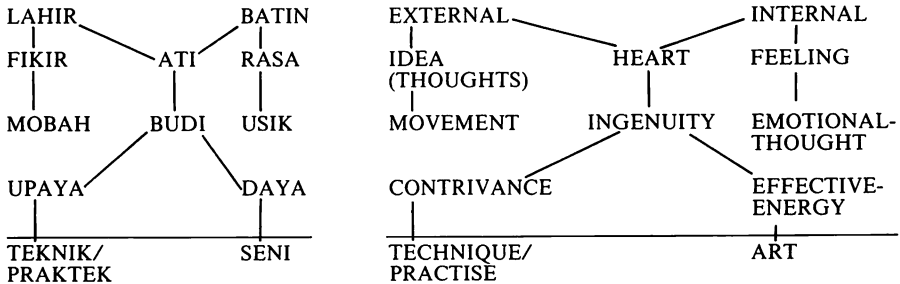 LAHIR BATIN
FIKIR ATI RASA
MOBAH BUDI USIK
UPAYA DAYA
TEKNIK/ SENI
PRAKTEK
EXTERNAL INTERNAL
IDEA HEART FEELING
(THOUGHTS)
MOVEMENT INGENUITY EMOTIONAL-
THOUGHT
CONTRIVANCE EFFECTIVE-
ENERGY
TECHNIQUE/ ART
PRACTISE